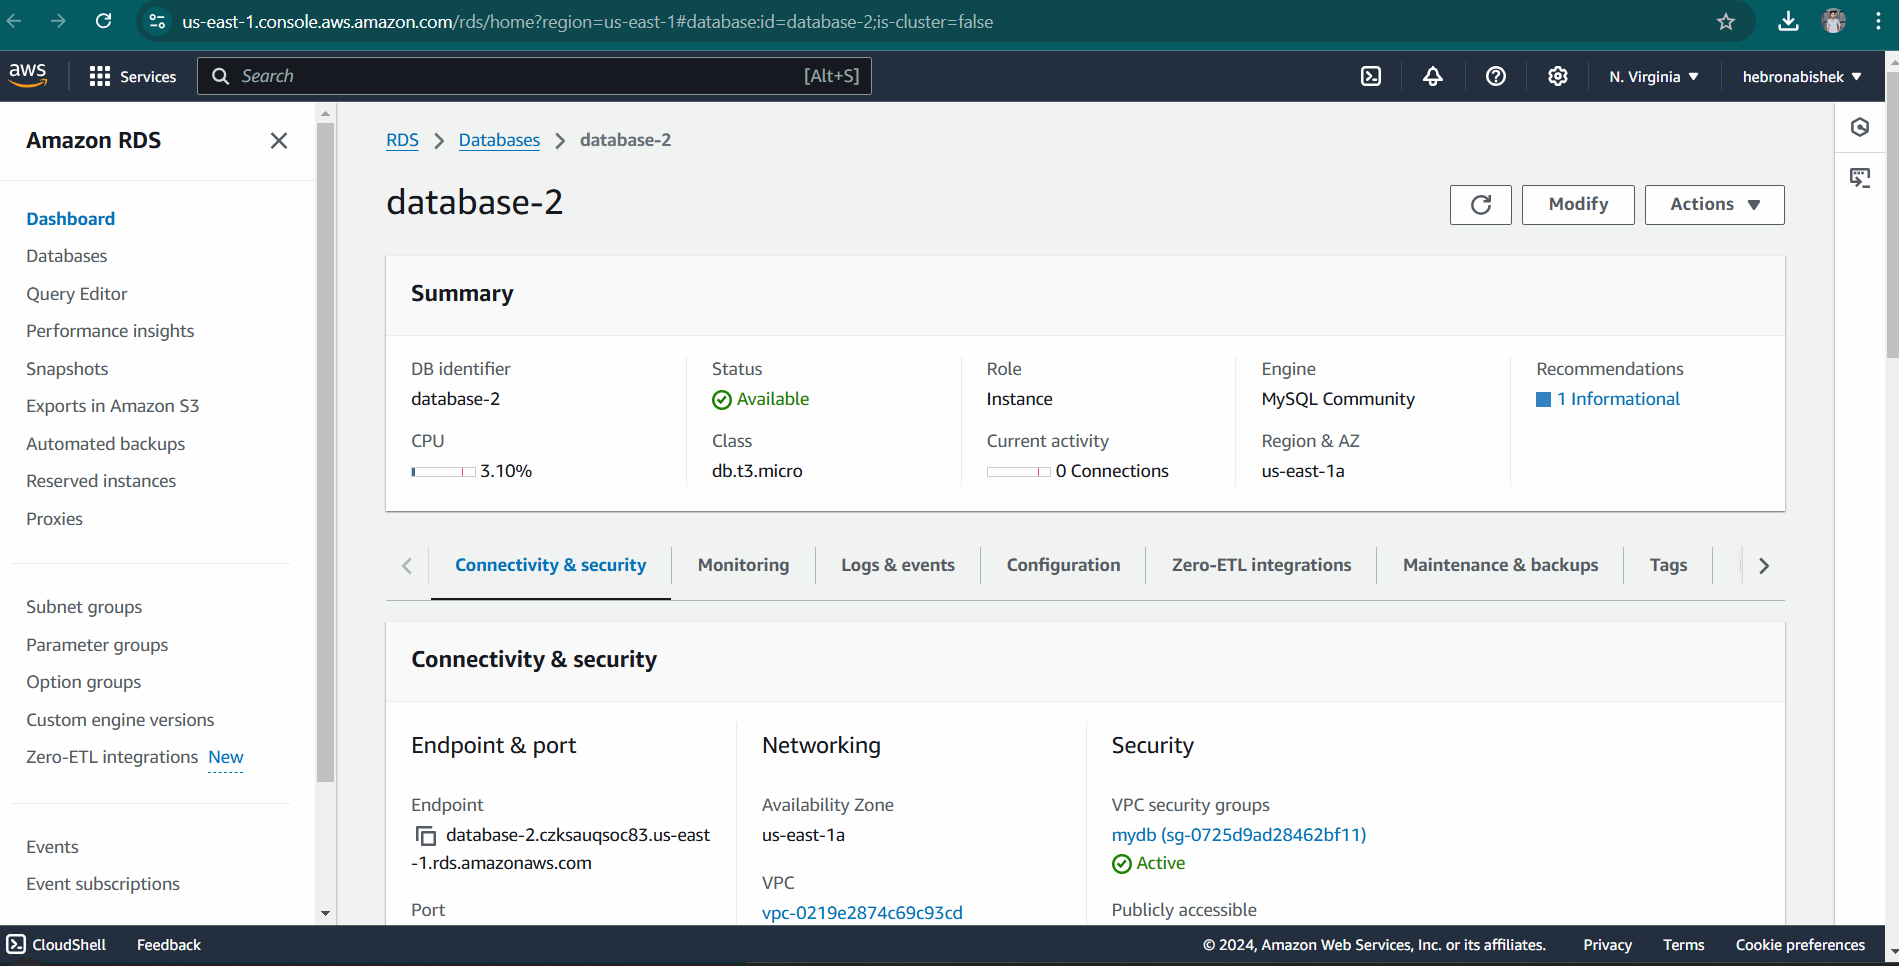 us-east-1.console.aws.amazon.com/rds/home?region=us-east-1#database:id=database-2;is-cluster=false
aws
Services
Search
[Alt+S]
N. Virginia
hebronabishek
Amazon RDS
Dashboard
Databases
Query Editor
Performance insights
Snapshots
Exports in Amazon S3
Automated backups
Reserved instances
Proxies
Subnet groups
Parameter groups
Option groups
Custom engine versions
Zero-ETL integrations New
Events
Event subscriptions
RDS
Databases
database-2
database-2
Modify
Actions
Summary
DB identifier
database-2
Status
Available
Role
Instance
Engine
MySQL Community
Recommendations
1 Informational
CPU
3.10%
Class
db.t3.micro
Current activity
0 Connections
Region & AZ
us-east-1a
Connectivity & security
Monitoring
Logs & events
Configuration
Zero-ETL integrations
Maintenance & backups
Tags
Connectivity & security
Endpoint & port
Endpoint
database-2.czksauqsoc83.us-east
-1.rds.amazonaws.com
Port
Networking
Availability Zone
us-east-1a
VPC
vpc-0219e2874c69c93cd
Security
VPC security groups
mydb (sg-0725d9ad28462bf11)
Active
Publicly accessible
CloudShell
Feedback
© 2024, Amazon Web Services, Inc. or its affiliates.
Privacy
Terms
Cookie preferences